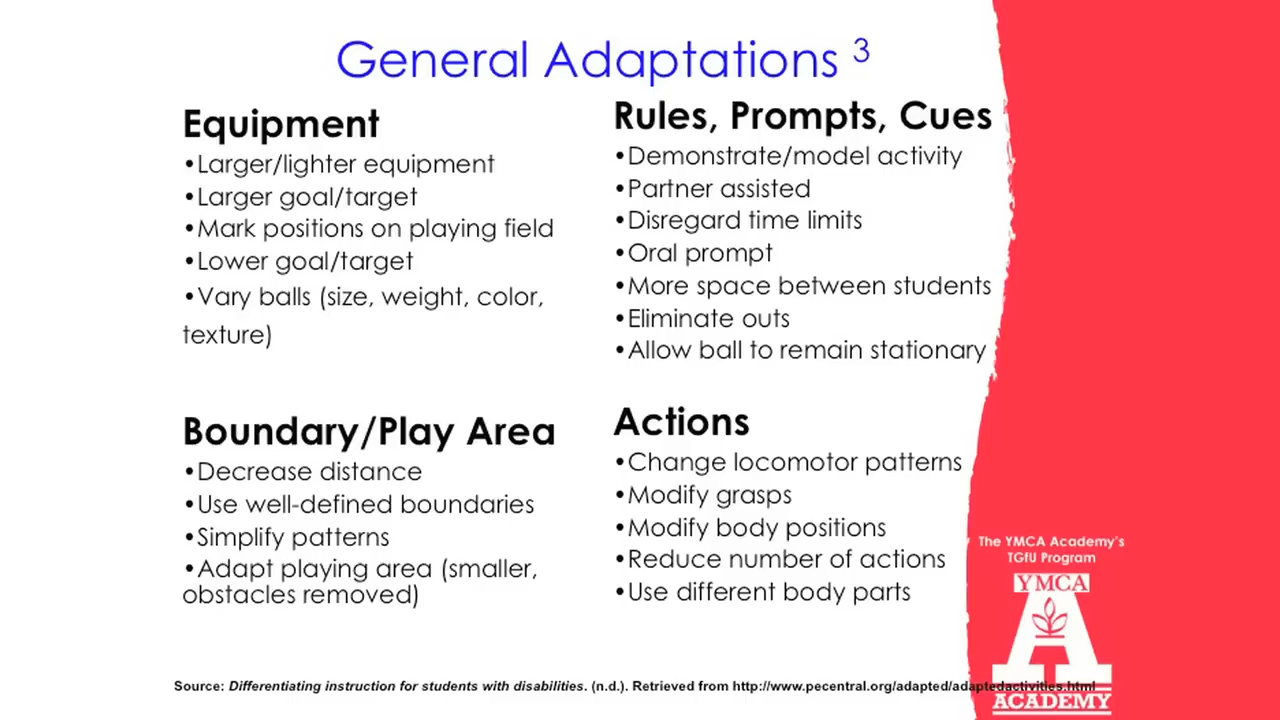 General Adaptations 3
Equipment
•Larger/lighter equipment
•Larger goal/target
•Mark positions on playing field
•Lower goal/target
•Vary balls (size, weight, color,
texture)
Boundary/Play Area
•Decrease distance
•Use well-defined boundaries
•Simplify patterns
•Adapt playing area (smaller,
obstacles removed)
Rules, Prompts, Cues
•Demonstrate/model activity
•Partner assisted
•Disregard time limits
•Oral prompt
•More space between students
•Eliminate outs
•Allow ball to remain stationary
Actions
•Change locomotor patterns
•Modify grasps
•Modify body positions
•Reduce number of actions
•Use different body parts
The YMCA Academy's
TGfU Program
YMCA
A
ACADEMY
Source: Differentiating instruction for students with disabilities. (n.d.). Retrieved from http://www.pecentral.org/adapted/adaptedactivities.html